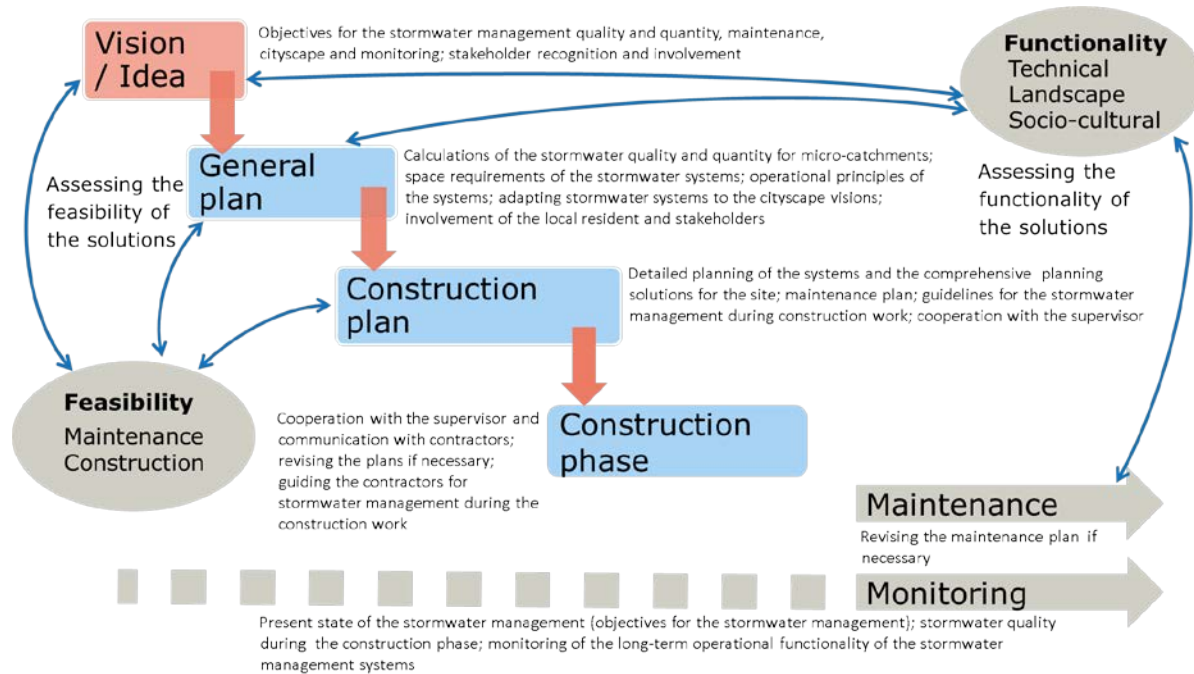 Vision
/ Idea
Objectives for the stormwater management quality and quantity, maintenance,
cityscape and monitoring; stakeholder recognition and involvement
Functionality
Technical
Landscape
Socio-cultural
General
plan
Calculations of the stormwater quality and quantity for micro-catchments;
space requirements of the stormwater systems; operational principles of
the systems; adapting stormwater systems to the cityscape visions;
involvement of the local resident and stakeholders
Assessing the
feasibility of
the solutions
Assessing the
functionality of
the solutions
Construction
plan
Detailed planning of the systems and the comprehensive planning
solutions for the site; maintenance plan; guidelines for the stormwater
management during construction work; cooperation with the supervisor
Feasibility
Maintenance
Construction
Cooperation with the supervisor and
communication with contractors;
revising the plans if necessary;
guiding the contractors for
stormwater management during the
construction work
Construction
phase
Maintenance
Revising the maintenance plan if
necessary
Monitoring
Present state of the stormwater management (objectives for the stormwater management); stormwater quality
during the construction phase; monitoring of the long-term operational functionality of the stormwater
management systems